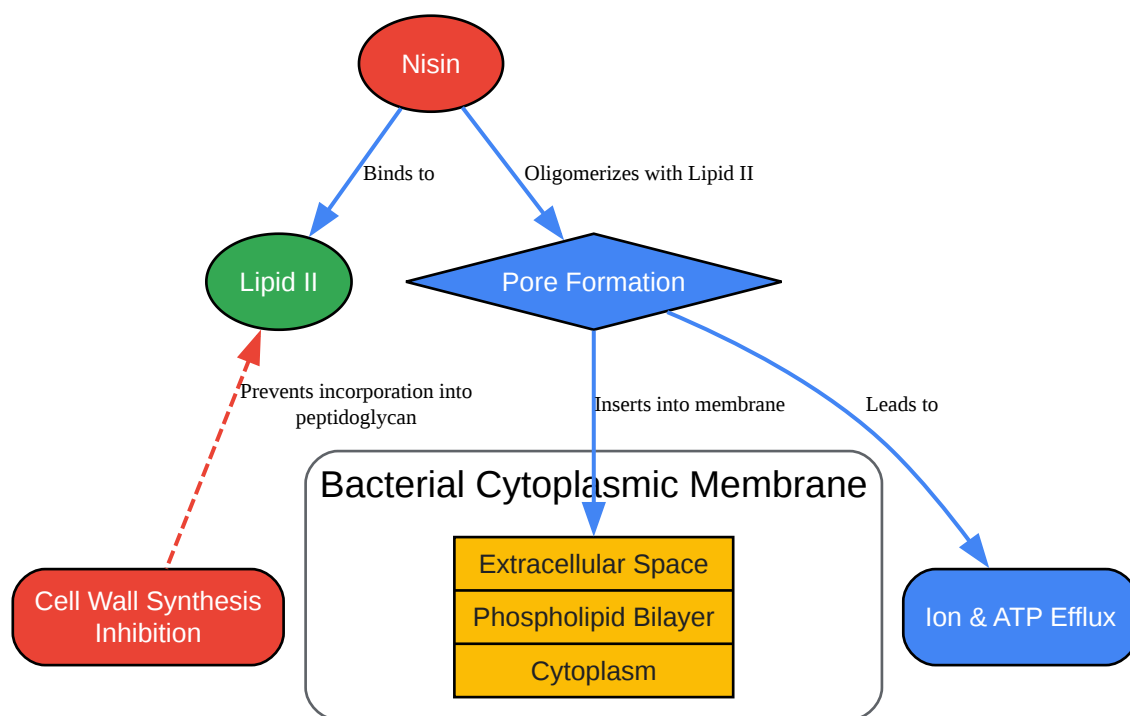 Nisin
Binds to
Oligomerizes with Lipid II
Lipid II
Pore Formation
Prevents incorporation into
peptidoglycan
Inserts into membrane
Leads to
Bacterial Cytoplasmic Membrane
Extracellular Space
Phospholipid Bilayer
Cytoplasm
Cell Wall Synthesis
Inhibition
Ion & ATP Efflux